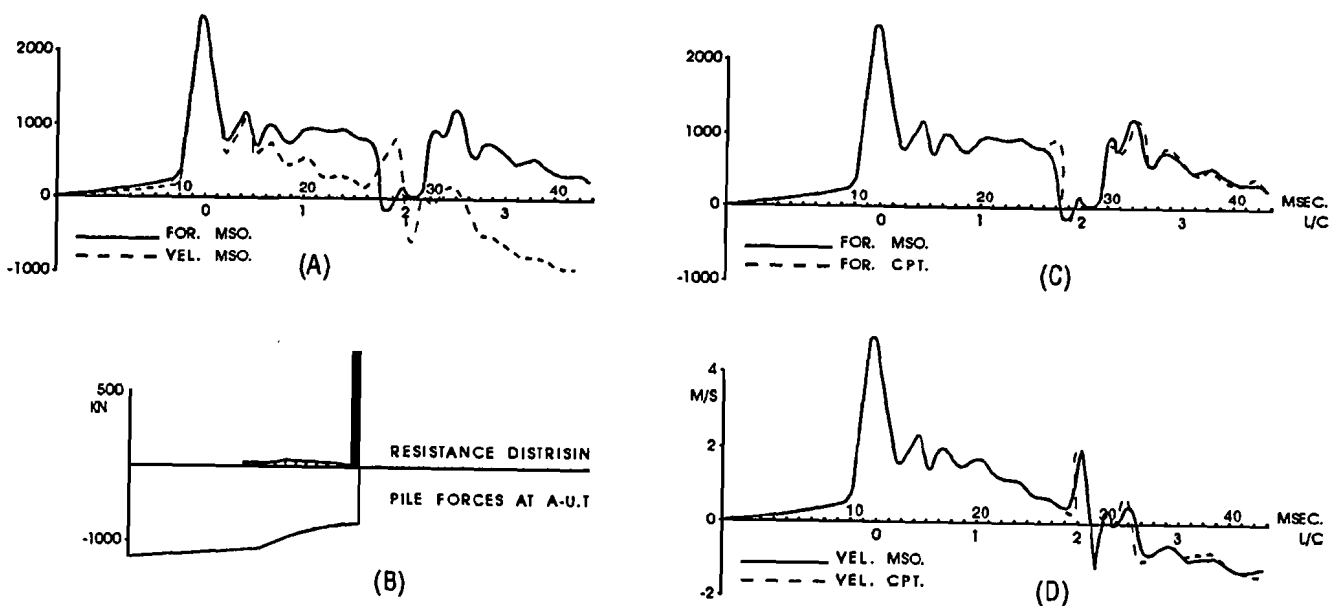 2000
1000
0
-1000
10
20
30
40
0
1
2
3
FOR. MSO.
VEL. MSO.
(A)
2000
1000
0
-1000
10
20
30
40
MSEC.
0
1
2
3
L/C
FOR. MSO.
FOR. CPT.
(C)
500
KN
-1000
RESISTANCE DISTRISIN
PILE FORCES AT A-U.T
(B)
4
M/S
2
0
-2
10
20
30
40
MSEC.
0
1
2
3
L/C
VEL. MSO.
VEL. CPT.
(D)